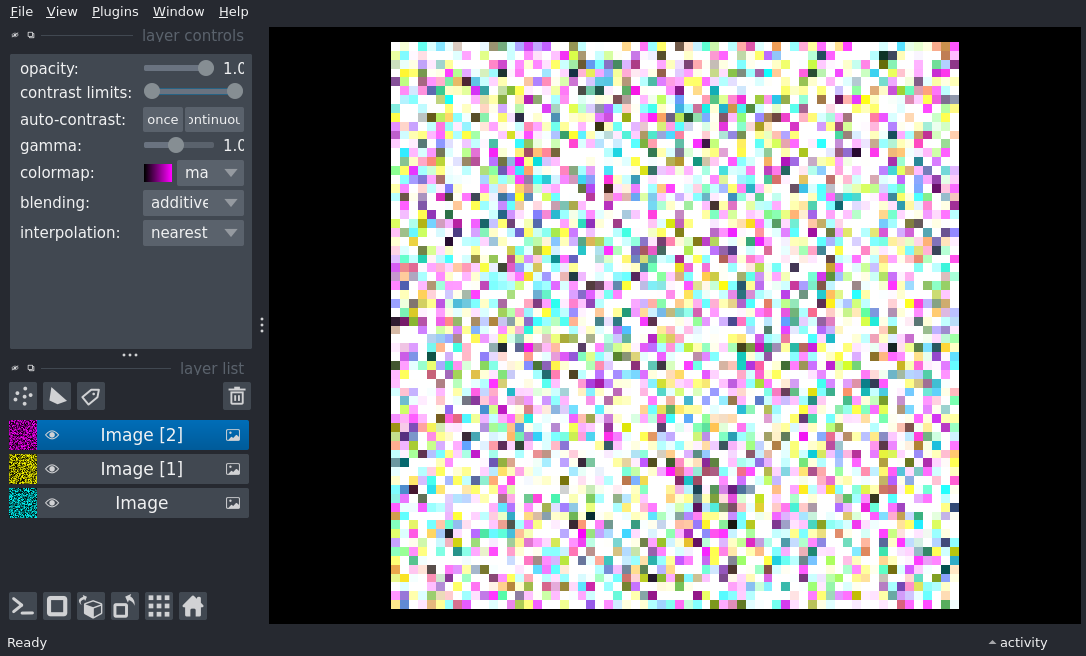 File View Plugins Window Help
layer controls
opacity: 1.0
contrast limits:
auto-contrast: once ontinuou
gamma: 1.0
colormap: ma
blending: additive
interpolation: nearest
layer list
Image [2]
Image [1]
Image
Ready activity